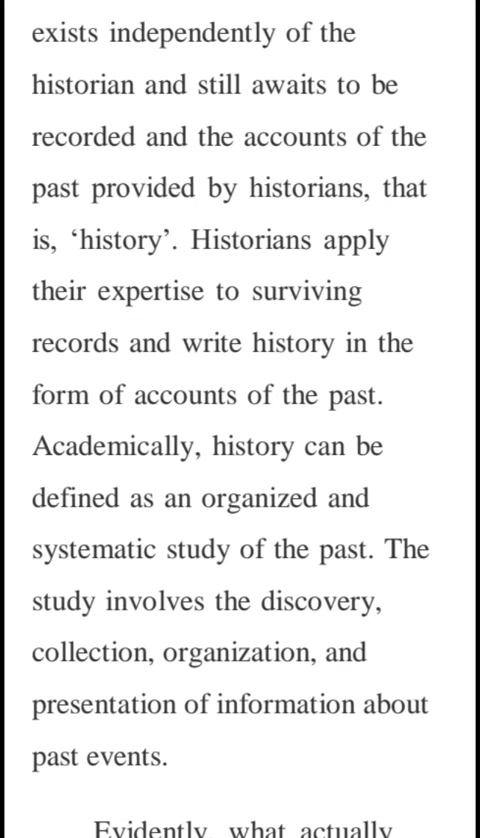 exists independently of the
historian and still awaits to be
recorded and the accounts of the
past provided by historians, that
is, ‘history’. Historians apply
their expertise to surviving
records and write history in the
form of accounts of the past.
Academically, history can be
defined as an organized and
systematic study of the past. The
study involves the discovery,
collection, organization, and
presentation of information about
past events.
Evidently, what actually